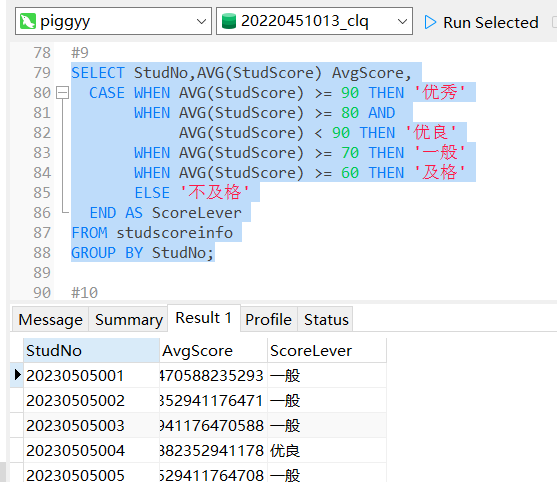 piggyy 20220451013_clq Run Selected
78 #9
79 SELECT StudNo,AVG(StudScore) AvgScore,
80 CASE WHEN AVG(StudScore) >= 90 THEN '优秀'
81 WHEN AVG(StudScore) >= 80 AND
82 AVG(StudScore) < 90 THEN '优良'
83 WHEN AVG(StudScore) >= 70 THEN '一般'
84 WHEN AVG(StudScore) >= 60 THEN '及格'
85 ELSE '不及格'
86 END AS ScoreLever
87 FROM studscoreinfo
88 GROUP BY StudNo;
89
90 #10
Message Summary Result 1 Profile Status
StudNo AvgScore ScoreLever
20230505001 470588235293 一般
20230505002 352941176471 一般
20230505003 941176470588 一般
20230505004 382352941178 优良
20230505005 529411764708 一般